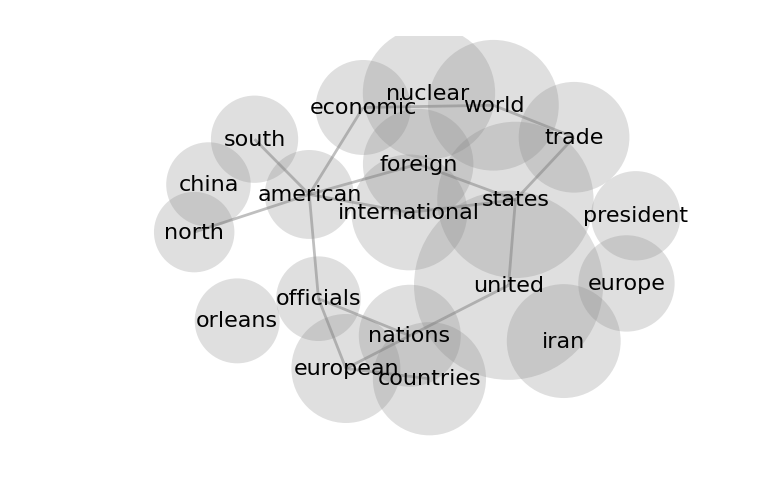 nuclear
economic
world
south
trade
foreign
china
american
states
international
president
north
europe
united
officials
orleans
nations
iran
european
countries